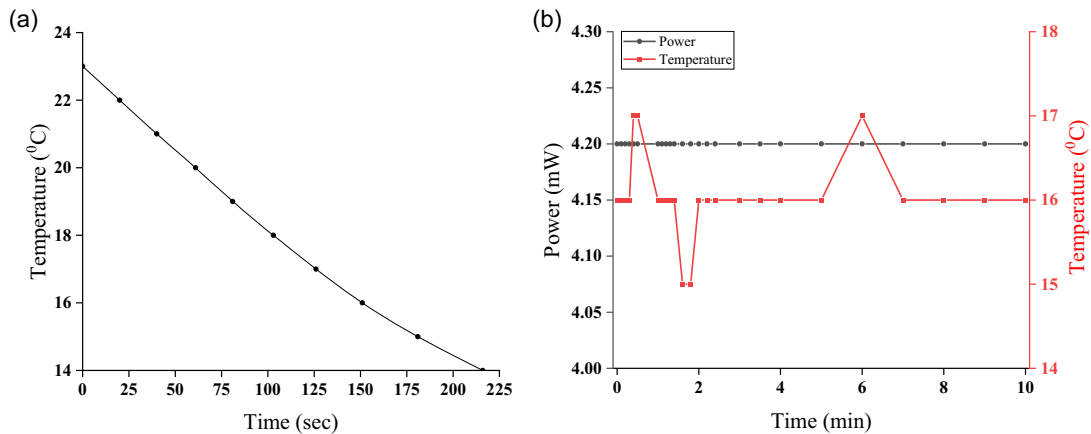 (a)
24
22
20
18
16
14
0 25 50 75 100 125 150 175 200 225
Temperature (⁰C)
Time (sec)
(b)
Power
Temperature
4.30
4.25
4.20
4.15
4.10
4.05
4.00
Power (mW)
0 2 4 6 8 10
Time (min)
18
17
16
15
14
Temperature (⁰C)